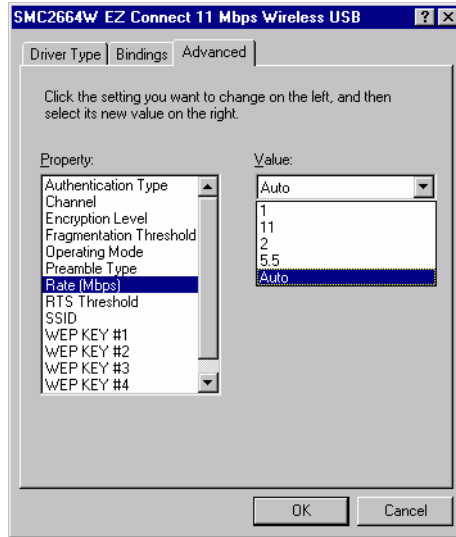 SMC2664W EZ Connect 11 Mbps Wireless USB
Driver Type Bindings Advanced
Click the setting you want to change on the left, and then
select its new value on the right.
Property:
Authentication Type
Channel
Encryption Level
Fragmentation Threshold
Operating Mode
Preamble Type
Rate (Mbps)
RTS Threshold
SSID
WEP KEY #1
WEP KEY #2
WEP KEY #3
WEP KEY #4
Value:
Auto
1
11
2
5.5
Auto
OK Cancel